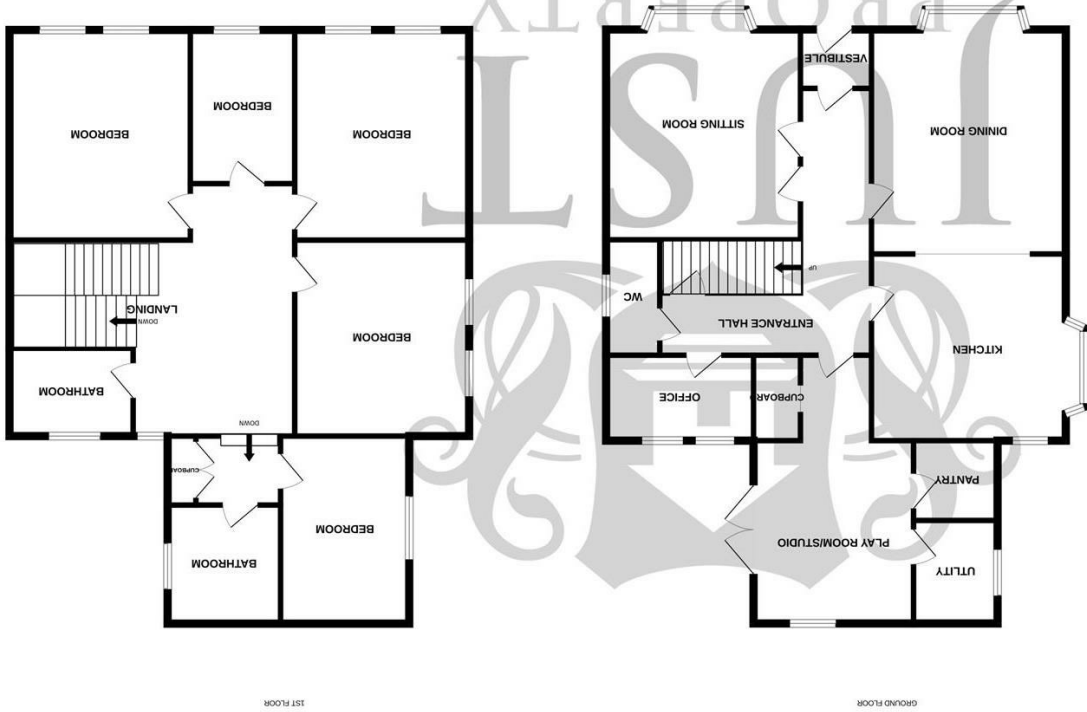 GROUND FLOOR
1ST FLOOR
UTLITY
PLAY ROOM/STUDIO
PANTRY
CUPBOARD
OFFICE
KITCHEN
ENTRANCE HALL
WC
UP
DINING ROOM
SITTING ROOM
VESTIBULE
BEDROOM
BATHROOM
CUPBOARD
DOWN
BATHROOM
BEDROOM
DOWN
LANDING
BEDROOM
BEDROOM
BEDROOM
JUST
PROPERTY